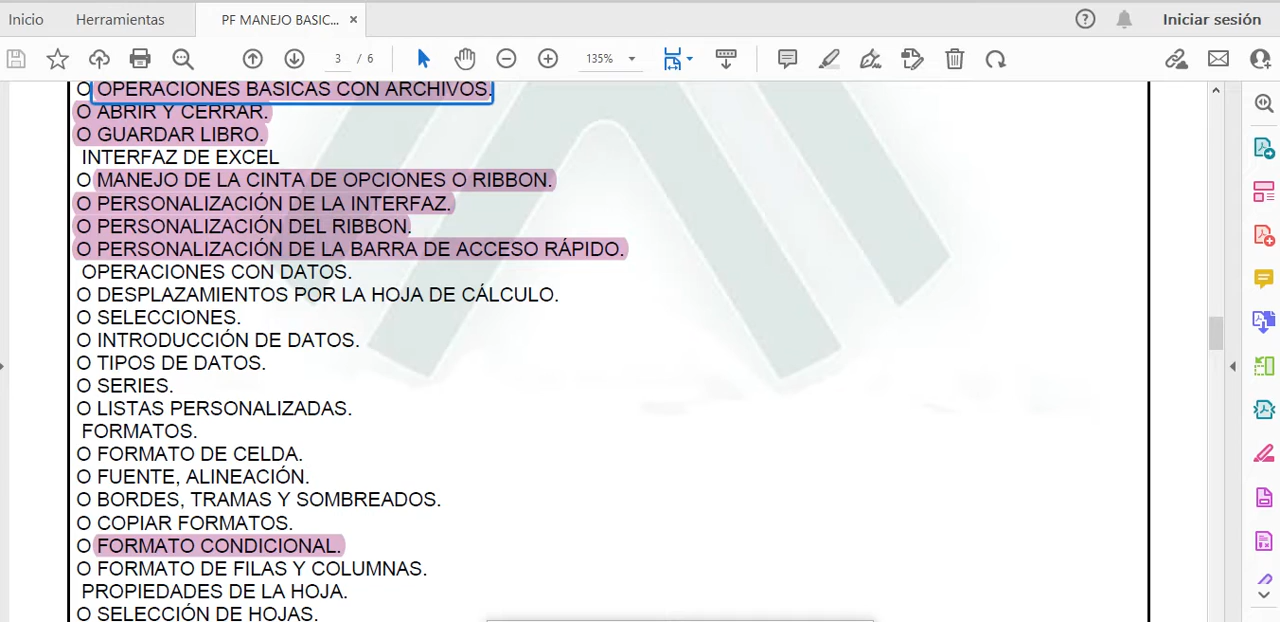 Inicio Herramientas PF MANEJO BASIC... × Iniciar sesión
3 / 6 135%
O OPERACIONES BASICAS CON ARCHIVOS.
O ABRIR Y CERRAR.
O GUARDAR LIBRO.
INTERFAZ DE EXCEL
O MANEJO DE LA CINTA DE OPCIONES O RIBBON.
O PERSONALIZACIÓN DE LA INTERFAZ.
O PERSONALIZACIÓN DEL RIBBON.
O PERSONALIZACIÓN DE LA BARRA DE ACCESO RÁPIDO.
OPERACIONES CON DATOS.
O DESPLAZAMIENTOS POR LA HOJA DE CÁLCULO.
O SELECCIONES.
O INTRODUCCIÓN DE DATOS.
O TIPOS DE DATOS.
O SERIES.
O LISTAS PERSONALIZADAS.
FORMATOS.
O FORMATO DE CELDA.
O FUENTE, ALINEACIÓN.
O BORDES, TRAMAS Y SOMBREADOS.
O COPIAR FORMATOS.
O FORMATO CONDICIONAL.
O FORMATO DE FILAS Y COLUMNAS.
PROPIEDADES DE LA HOJA.
O SELECCIÓN DE HOJAS.